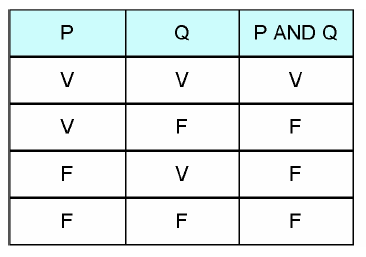 P Q P AND Q
V V V
V F F
F V F
F F F